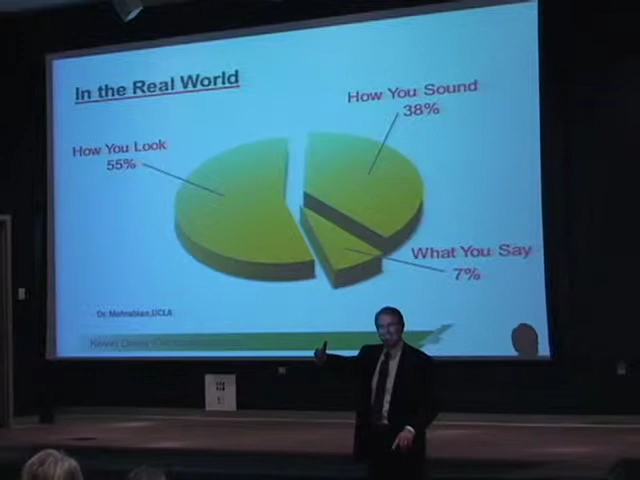 In the Real World
How You Sound
38%
How You Look
55%
What You Say
7%
Dr. Mehrabian,UCLA
Kevin